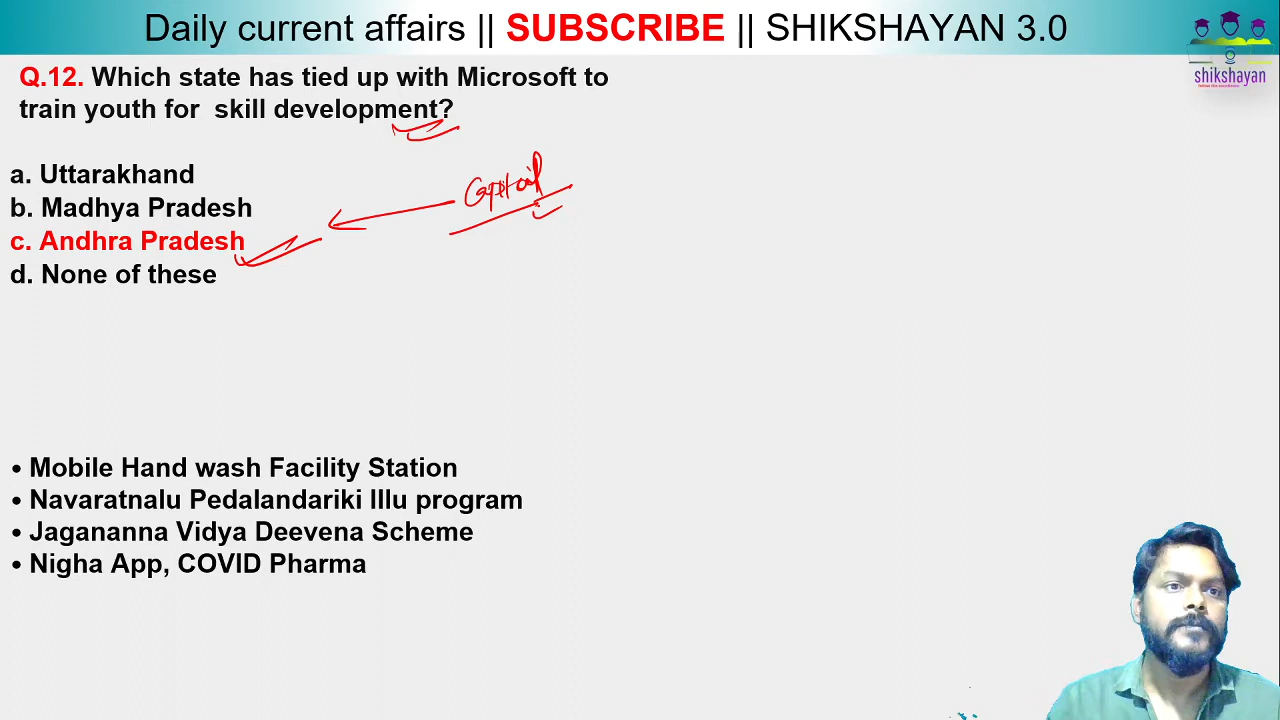 Daily current affairs || SUBSCRIBE || SHIKSHAYAN 3.0
shikshayan
Q.12. Which state has tied up with Microsoft to
train youth for skill development?
a. Uttarakhand
b. Madhya Pradesh
c. Andhra Pradesh
d. None of these
• Mobile Hand wash Facility Station
• Navaratnalu Pedalandariki Illu program
• Jagananna Vidya Deevena Scheme
• Nigha App, COVID Pharma